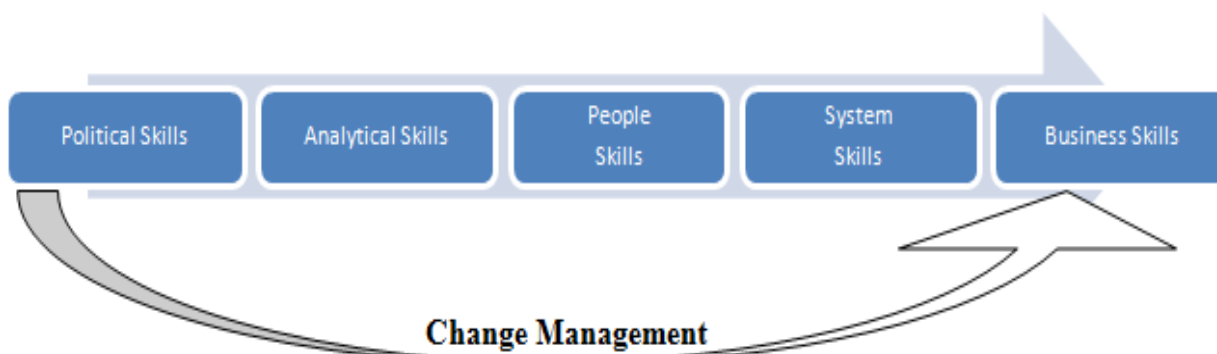 Political Skills
Analytical Skills
People
Skills
System
Skills
Business Skills
Change Management